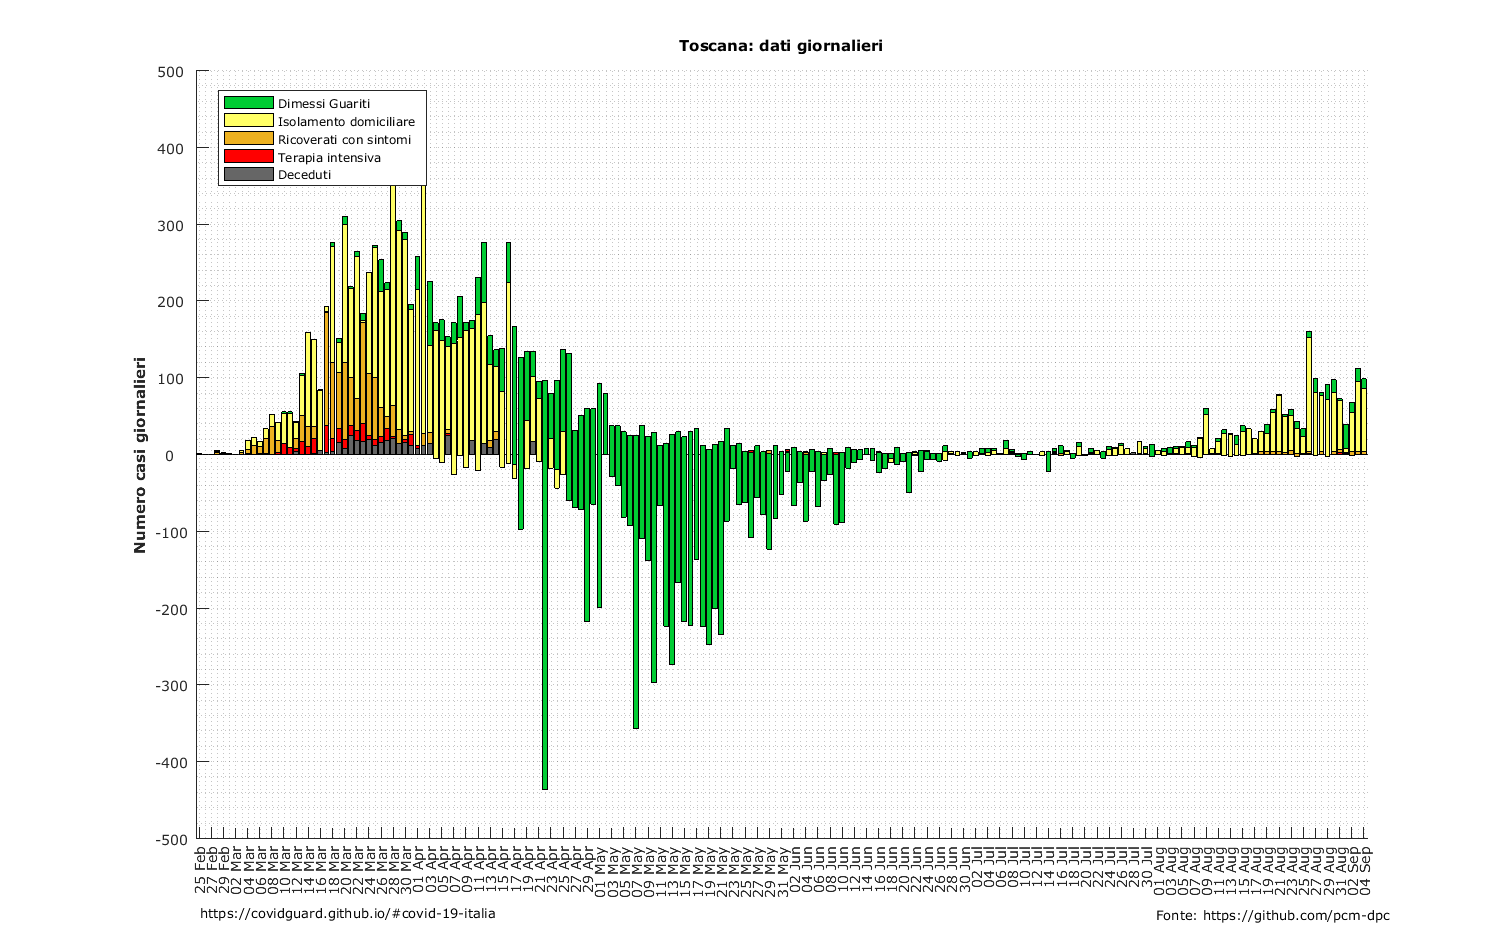 Toscana: dati giornalieri
500
400
300
200
100
0
-100
-200
-300
-400
-500
Numero casi giornalieri
Dimessi Guariti
Isolamento domiciliare
Ricoverati con sintomi
Terapia intensiva
Deceduti
25 Feb
27 Feb
29 Feb
02 Mar
04 Mar
06 Mar
08 Mar
10 Mar
12 Mar
14 Mar
16 Mar
18 Mar
20 Mar
22 Mar
24 Mar
26 Mar
28 Mar
30 Mar
01 Apr
03 Apr
05 Apr
07 Apr
09 Apr
11 Apr
13 Apr
15 Apr
17 Apr
19 Apr
21 Apr
23 Apr
25 Apr
27 Apr
29 Apr
01 May
03 May
05 May
07 May
09 May
11 May
13 May
15 May
17 May
19 May
21 May
23 May
25 May
27 May
29 May
31 May
02 Jun
04 Jun
06 Jun
08 Jun
10 Jun
12 Jun
14 Jun
16 Jun
18 Jun
20 Jun
22 Jun
24 Jun
26 Jun
28 Jun
30 Jun
02 Jul
04 Jul
06 Jul
08 Jul
10 Jul
12 Jul
14 Jul
16 Jul
18 Jul
20 Jul
22 Jul
24 Jul
26 Jul
28 Jul
30 Jul
01 Aug
03 Aug
05 Aug
07 Aug
09 Aug
11 Aug
13 Aug
15 Aug
17 Aug
19 Aug
21 Aug
23 Aug
25 Aug
27 Aug
29 Aug
31 Aug
02 Sep
04 Sep
https://covidguard.github.io/#covid-19-italia
Fonte: https://github.com/pcm-dpc